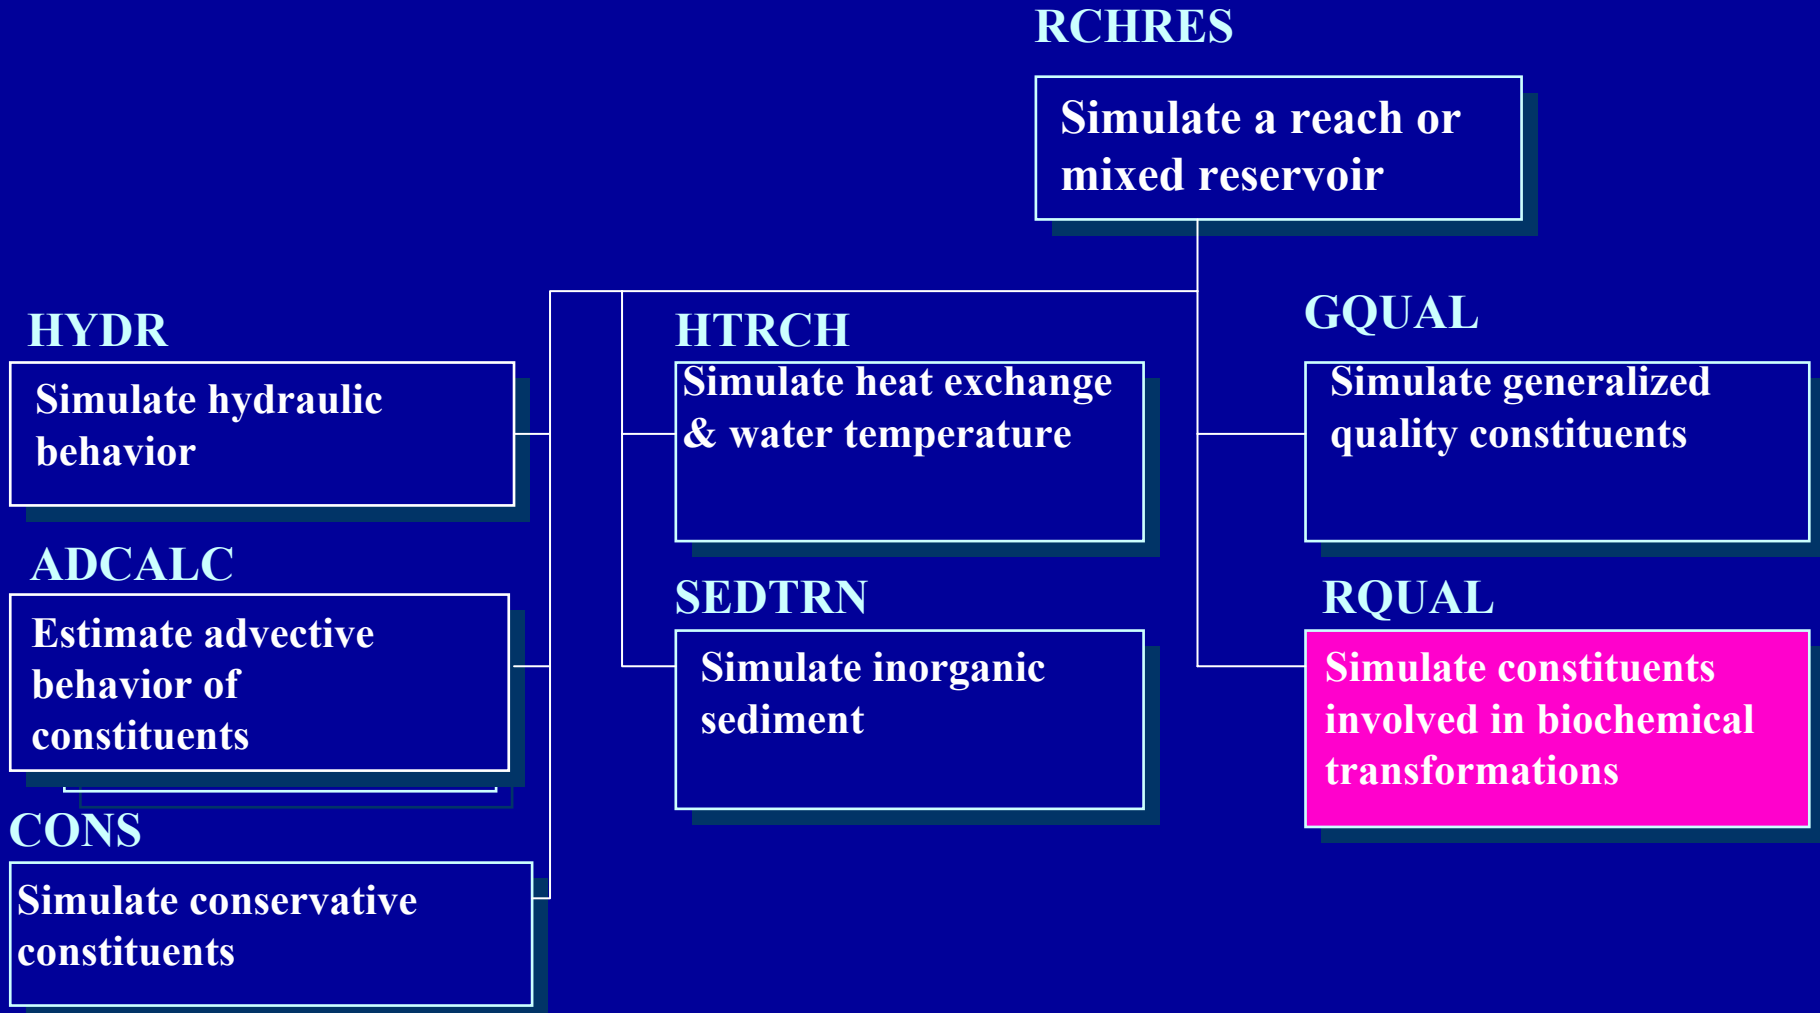 RCHRES
Simulate a reach or
mixed reservoir
HYDR
Simulate hydraulic
behavior
HTRCH
Simulate heat exchange
& water temperature
GQUAL
Simulate generalized
quality constituents
ADCALC
Estimate advective
behavior of
constituents
SEDTRN
Simulate inorganic
sediment
RQUAL
Simulate constituents
involved in biochemical
transformations
CONS
Simulate conservative
constituents